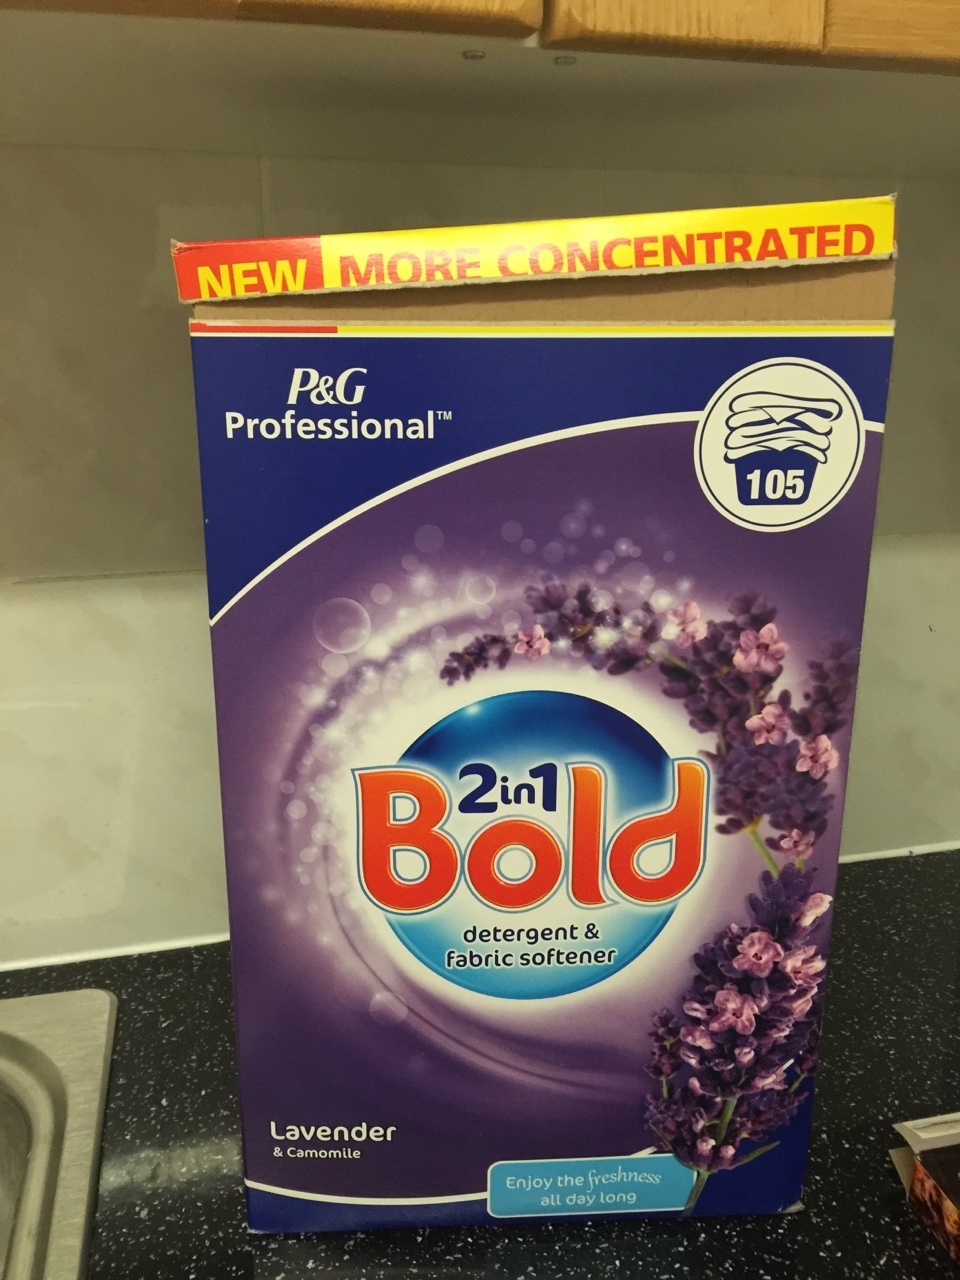 NEW MORE CONCENTRATED
P&G
Professional™
105
2in1
Bold
detergent &
fabric softener
Lavender
& Camomile
Enjoy the freshness
all day long